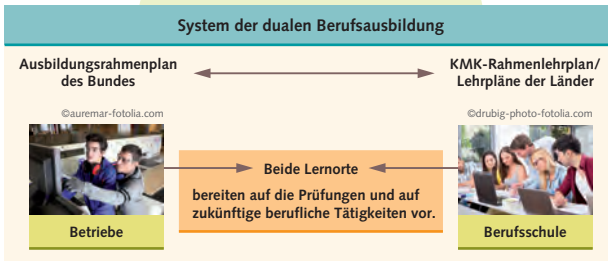 System der dualen Berufsausbildung
Ausbildungsrahmenplan
des Bundes
KMK-Rahmenlehrplan/
Lehrpläne der Länder
©auremar-fotolia.com
©drubig-photo-fotolia.com
Beide Lernorte
bereiten auf die Prüfungen und auf
zukünftige berufliche Tätigkeiten vor.
Betriebe
Berufsschule